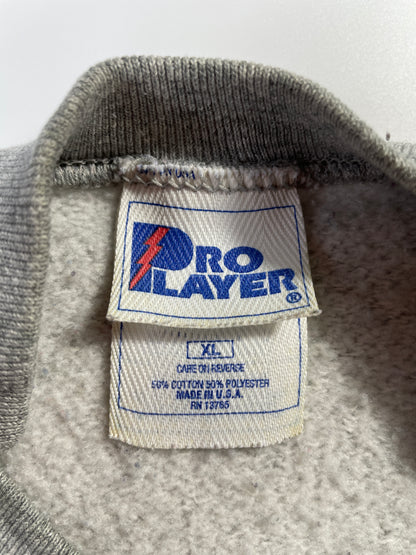 PRO
PLAYER®
XL
CARE ON REVERSE
50% COTTON 50% POLYESTER
MADE IN U.S.A.
RN 13765